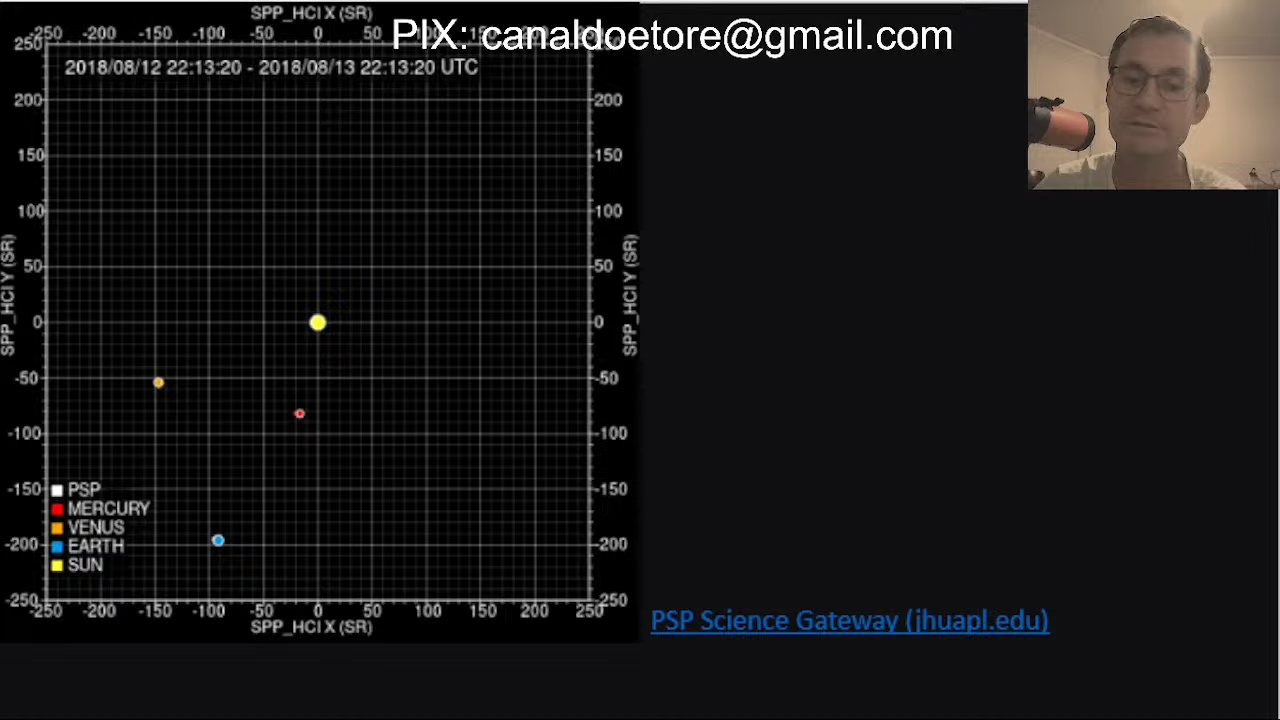 SPP_HCI X (SR)
PIX: canaldoetore@gmail.com
-250 -200 -150 -100 -50 0 50
2018/08/12 22:13:20 - 2018/08/13 22:13:20 UTC
250
200
150
100
50
0
-50
-100
-150
-200
-250
SPP_HCI Y (SR)
200
150
100
50
0
-50
-100
-150
-200
-250
SPP_HCI Y (SR)
PSP
MERCURY
VENUS
EARTH
SUN
-250 -200 -150 -100 -50 0 50 100 150 200 250
SPP_HCI X (SR)
PSP Science Gateway (jhuapl.edu)